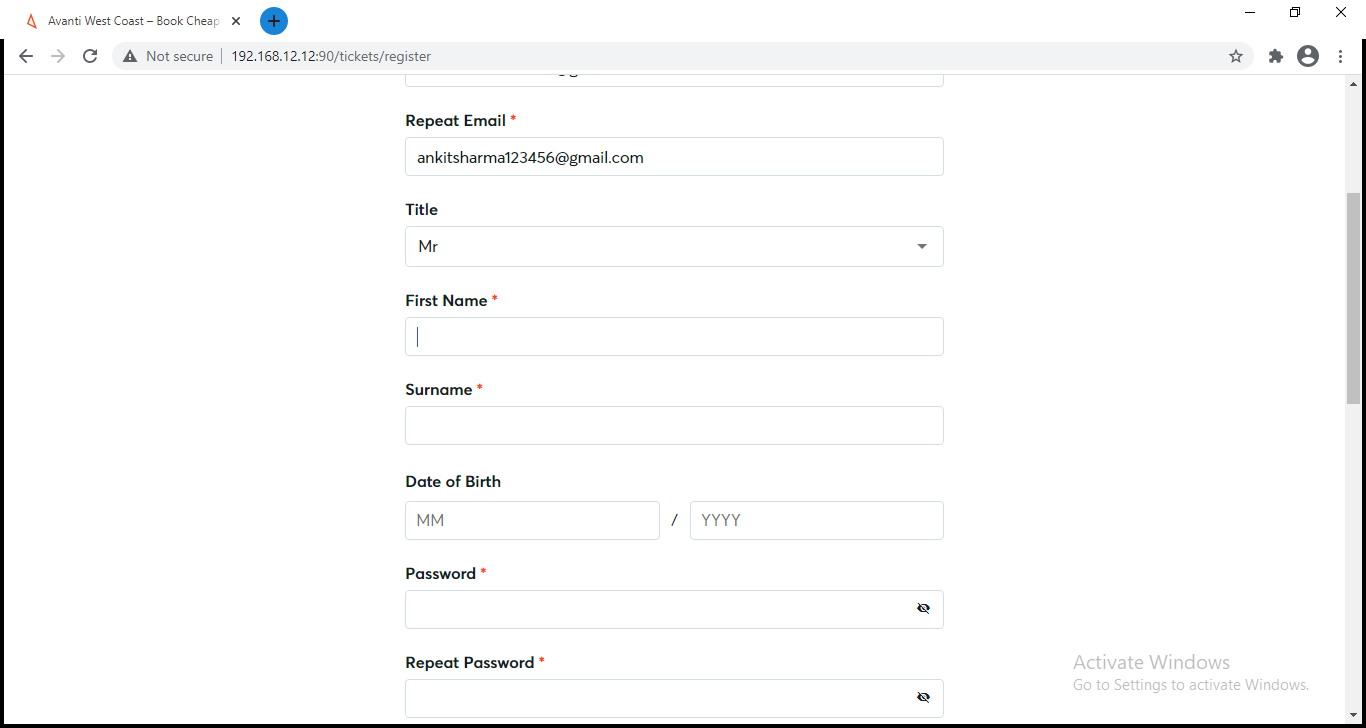 Avanti West Coast – Book Cheap
Not secure
192.168.12.12:90/tickets/register
Repeat Email *
ankitsharma123456@gmail.com
Title
Mr
First Name *
Surname *
Date of Birth
MM / YYYY
Password *
Repeat Password *
Activate Windows
Go to Settings to activate Windows.